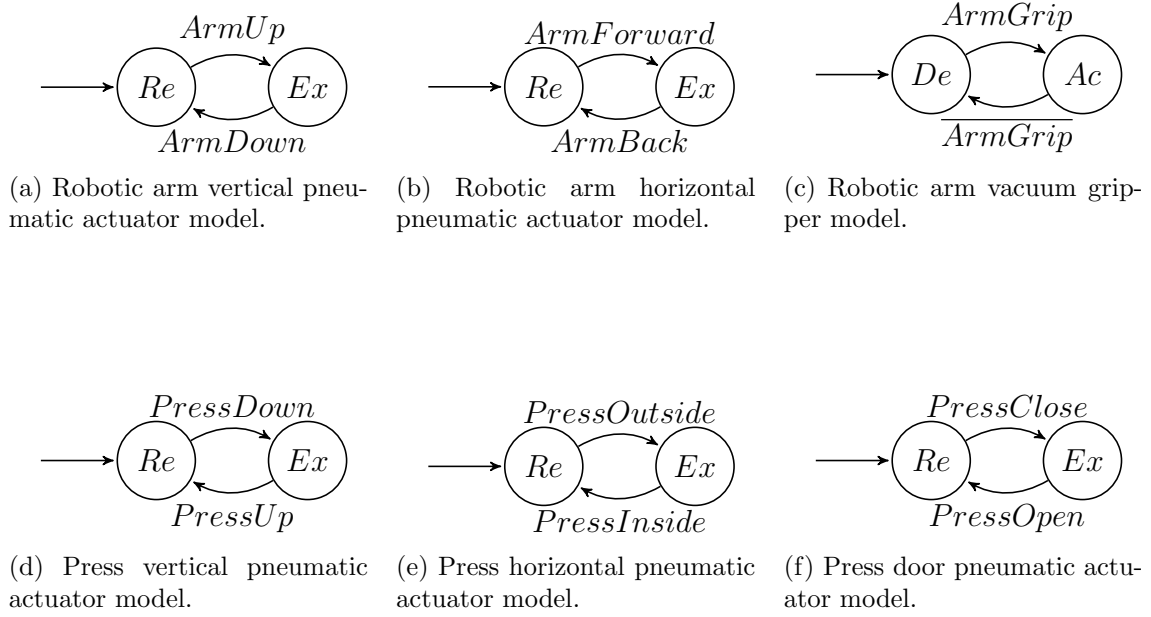 ArmUp
Re Ex
ArmDown
(a) Robotic arm vertical pneu-
matic actuator model.
ArmForward
Re Ex
ArmBack
(b) Robotic arm horizontal
pneumatic actuator model.
ArmGrip
De Ac
A̅r̅m̅G̅r̅i̅p̅
(c) Robotic arm vacuum grip-
per model.
PressDown
Re Ex
PressUp
(d) Press vertical pneumatic
actuator model.
PressOutside
Re Ex
PressInside
(e) Press horizontal pneumatic
actuator model.
PressClose
Re Ex
PressOpen
(f) Press door pneumatic actu-
ator model.